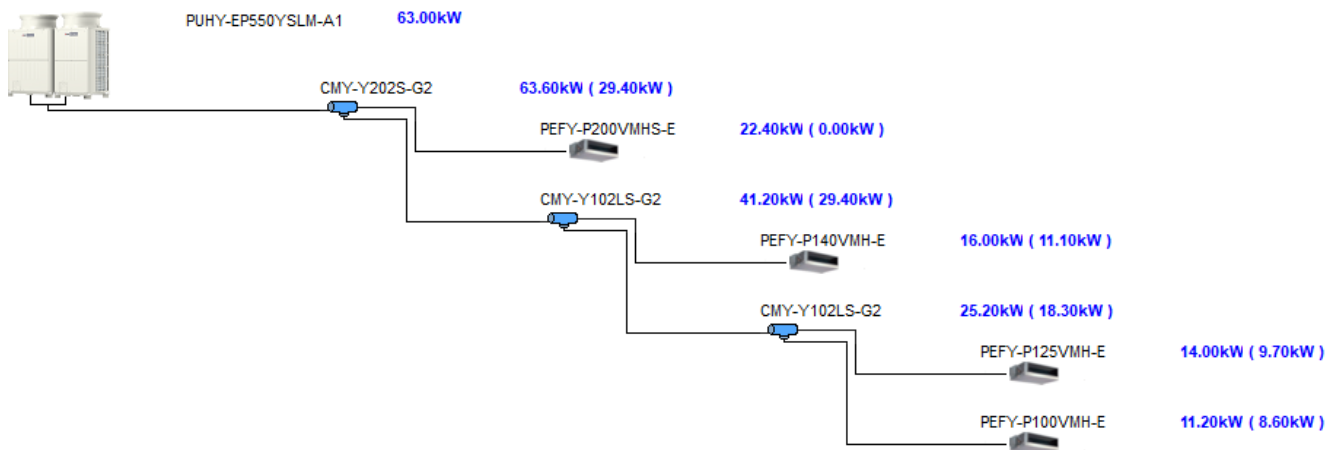 PUHY-EP550YSLM-A1 63.00kW
CMY-Y202S-G2 63.60kW ( 29.40kW )
PEFY-P200VMHS-E 22.40kW ( 0.00kW )
CMY-Y102LS-G2 41.20kW ( 29.40kW )
PEFY-P140VMH-E 16.00kW ( 11.10kW )
CMY-Y102LS-G2 25.20kW ( 18.30kW )
PEFY-P125VMH-E 14.00kW ( 9.70kW )
PEFY-P100VMH-E 11.20kW ( 8.60kW )